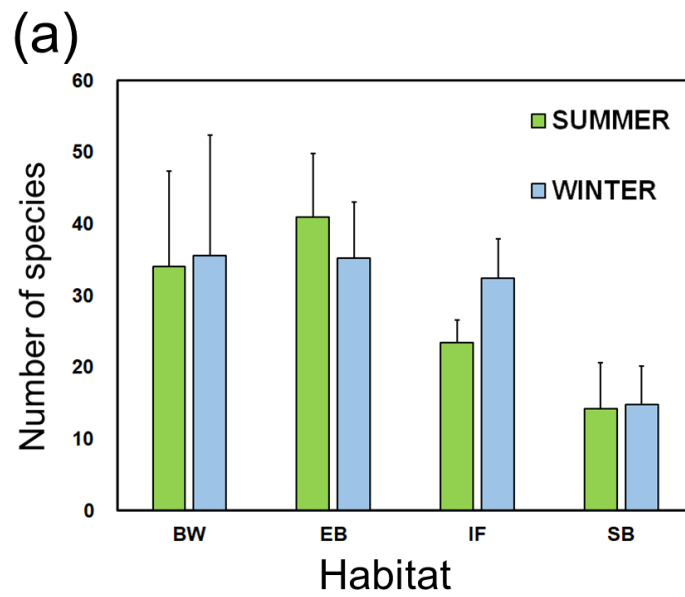 (a)
60
50
40
30
20
10
0
Number of species
SUMMER
WINTER
BW EB IF SB
Habitat